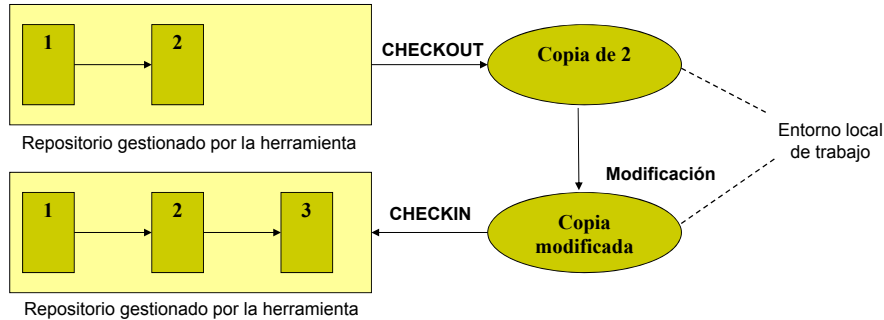 1
2
CHECKOUT
Copia de 2
Repositorio gestionado por la herramienta
Entorno local
de trabajo
Modificación
1
2
3
CHECKIN
Copia
modificada
Repositorio gestionado por la herramienta